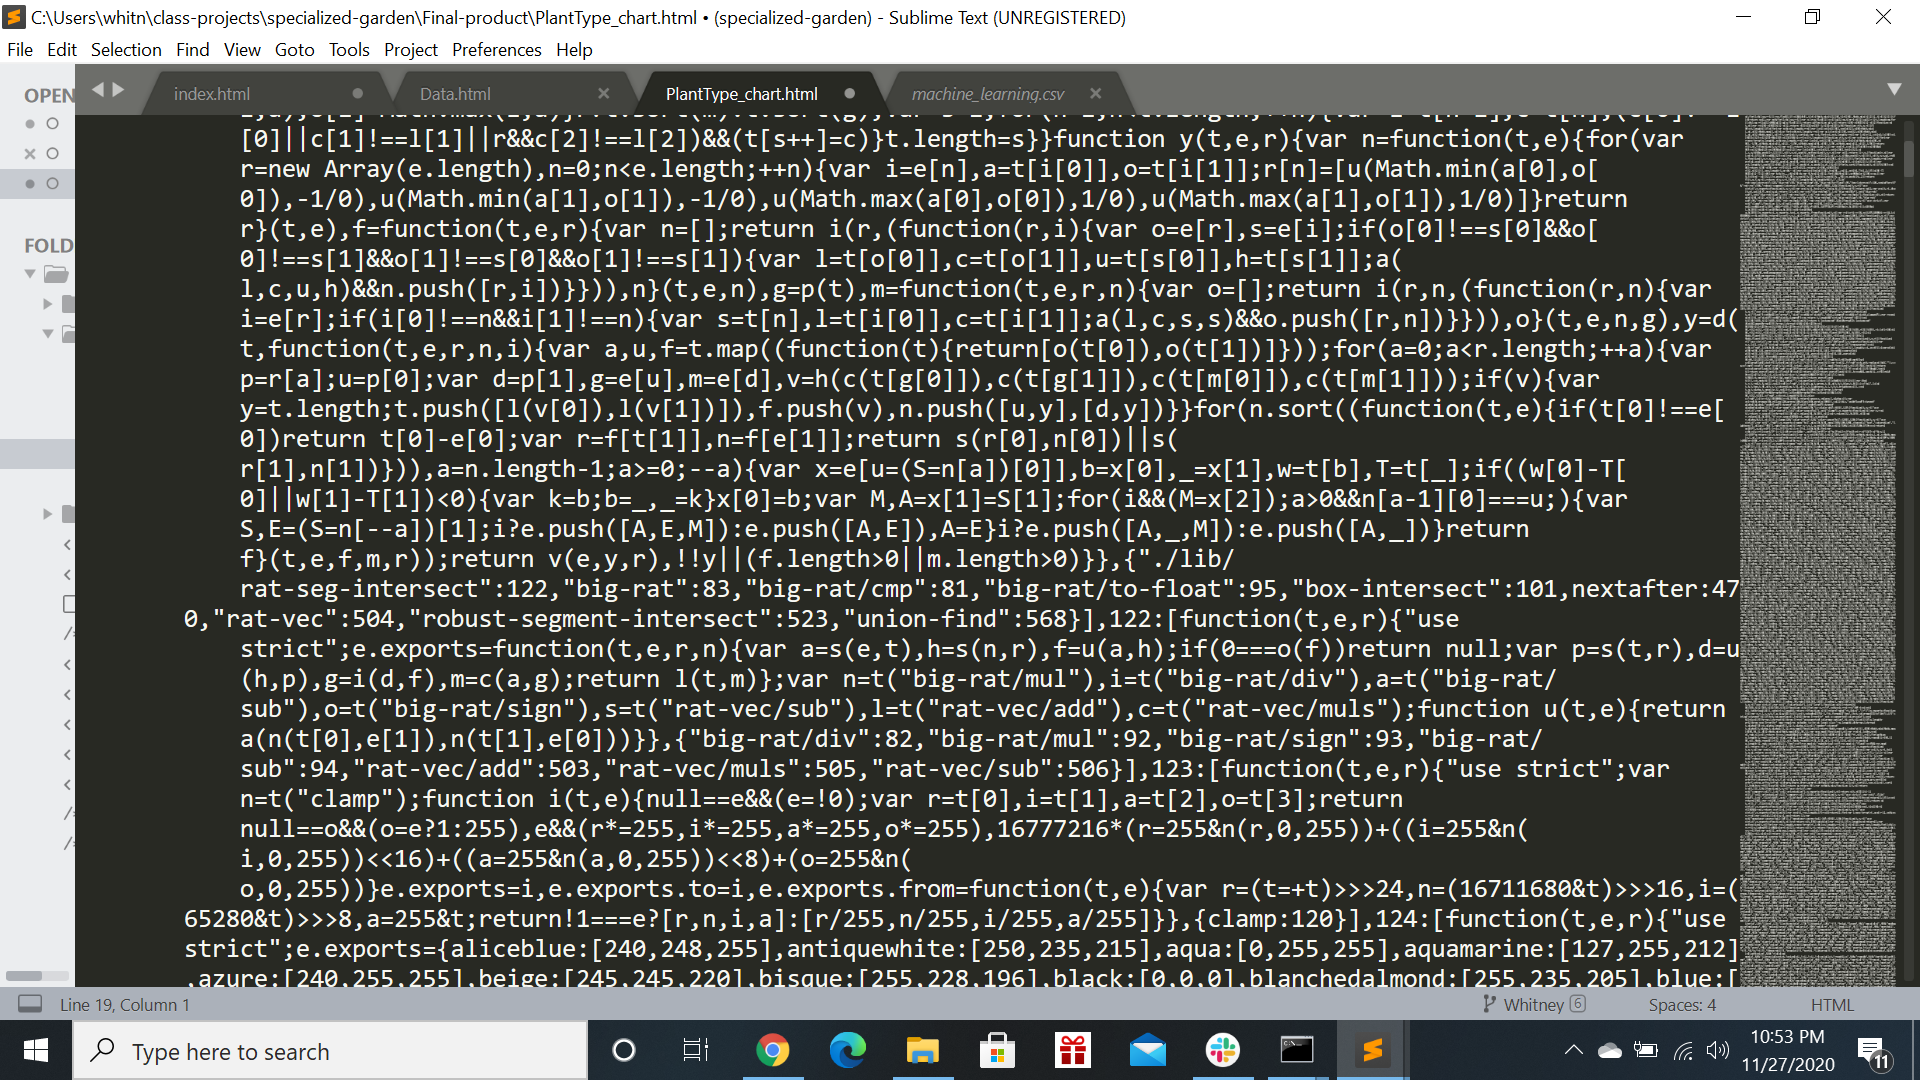 C:\Users\whitn\class-projects\specialized-garden\Final-product\PlantType_chart.html • (specialized-garden) - Sublime Text (UNREGISTERED)
File Edit Selection Find View Goto Tools Project Preferences Help
OPEN
index.html
Data.html
PlantType_chart.html
machine_learning.csv
FOLD
[0]||c[1]!==l[1]||r&&c[2]!==l[2])&&(t[s++]=c)}t.length=s}}function y(t,e,r){var n=function(t,e){for(var
r=new Array(e.length),n=0;n<e.length;++n){var i=e[n],a=t[i[0]],o=t[i[1]];r[n]=[u(Math.min(a[0],o[
0]),-1/0),u(Math.min(a[1],o[1]),-1/0),u(Math.max(a[0],o[0]),1/0),u(Math.max(a[1],o[1]),1/0)]}return
r}(t,e),f=function(t,e,r){var n=[];return i(r,(function(r,i){var o=e[r],s=e[i];if(o[0]!==s[0]&&o[
0]!==s[1]&&o[1]!==s[0]&&o[1]!==s[1]){var l=t[o[0]],c=t[o[1]],u=t[s[0]],h=t[s[1]];a(
l,c,u,h)&&n.push([r,i])}})),n}(t,e,n),g=p(t),m=function(t,e,r,n){var o=[];return i(r,n,(function(r,n){var
i=e[r];if(i[0]!==n&&i[1]!==n){var s=t[n],l=t[i[0]],c=t[i[1]];a(l,c,s,s)&&o.push([r,n])}})),o}(t,e,n,g),y=d(
t,function(t,e,r,n,i){var a,u,f=t.map((function(t){return[o(t[0]),o(t[1])]}));for(a=0;a<r.length;++a){var
p=r[a];u=p[0];var d=p[1],g=e[u],m=e[d],v=h(c(t[g[0]]),c(t[g[1]]),c(t[m[0]]),c(t[m[1]]));if(v){var
y=t.length;t.push([l(v[0]),l(v[1])]),f.push(v),n.push([u,y],[d,y])}}for(n.sort((function(t,e){if(t[0]!==e[
0])return t[0]-e[0];var r=f[t[1]],n=f[e[1]];return s(r[0],n[0])||s(
r[1],n[1])})),a=n.length-1;a>=0;--a){var x=e[u=(S=n[a])[0]],b=x[0],_=x[1],w=t[b],T=t[_];if((w[0]-T[
0]||w[1]-T[1])<0){var k=b;b=_,_=k}x[0]=b;var M,A=x[1]=S[1];for(i&&(M=x[2]);a>0&&n[a-1][0]===u;){var
S,E=(S=n[--a])[1];i?e.push([A,E,M]):e.push([A,E]),A=E}i?e.push([A,_,M]):e.push([A,_])}return
f}(t,e,f,m,r));return v(e,y,r),!!y||(f.length>0||m.length>0)}},{"./lib/
rat-seg-intersect":122,"big-rat":83,"big-rat/cmp":81,"big-rat/to-float":95,"box-intersect":101,nextafter:47
0,"rat-vec":504,"robust-segment-intersect":523,"union-find":568}],122:[function(t,e,r){"use
strict";e.exports=function(t,e,r,n){var a=s(e,t),h=s(n,r),f=u(a,h);if(0===o(f))return null;var p=s(t,r),d=u
(h,p),g=i(d,f),m=c(a,g);return l(t,m)};var n=t("big-rat/mul"),i=t("big-rat/div"),a=t("big-rat/
sub"),o=t("big-rat/sign"),s=t("rat-vec/sub"),l=t("rat-vec/add"),c=t("rat-vec/muls");function u(t,e){return
a(n(t[0],e[1]),n(t[1],e[0]))}},{"big-rat/div":82,"big-rat/mul":92,"big-rat/sign":93,"big-rat/
sub":94,"rat-vec/add":503,"rat-vec/muls":505,"rat-vec/sub":506}],123:[function(t,e,r){"use strict";var
n=t("clamp");function i(t,e){null==e&&(e=!0);var r=t[0],i=t[1],a=t[2],o=t[3];return
null==o&&(o=e?1:255),e&&(r*=255,i*=255,a*=255,o*=255),16777216*(r=255&n(r,0,255))+((i=255&n(
i,0,255))<<16)+((a=255&n(a,0,255))<<8)+(o=255&n(
o,0,255))}e.exports=i,e.exports.to=i,e.exports.from=function(t,e){var r=(t=+t)>>>24,n=(16711680&t)>>>16,i=(
65280&t)>>>8,a=255&t;return!1===e?[r,n,i,a]:[r/255,n/255,i/255,a/255]}},{clamp:120}],124:[function(t,e,r){"use
strict";e.exports={aliceblue:[240,248,255],antiquewhite:[250,235,215],aqua:[0,255,255],aquamarine:[127,255,212]
,azure:[240,255,255],beige:[245,245,220],bisque:[255,228,196],black:[0,0,0],blanchedalmond:[255,235,205],blue:[
Line 19, Column 1
Whitney 6
Spaces: 4
HTML
Type here to search
10:53 PM
11/27/2020
11